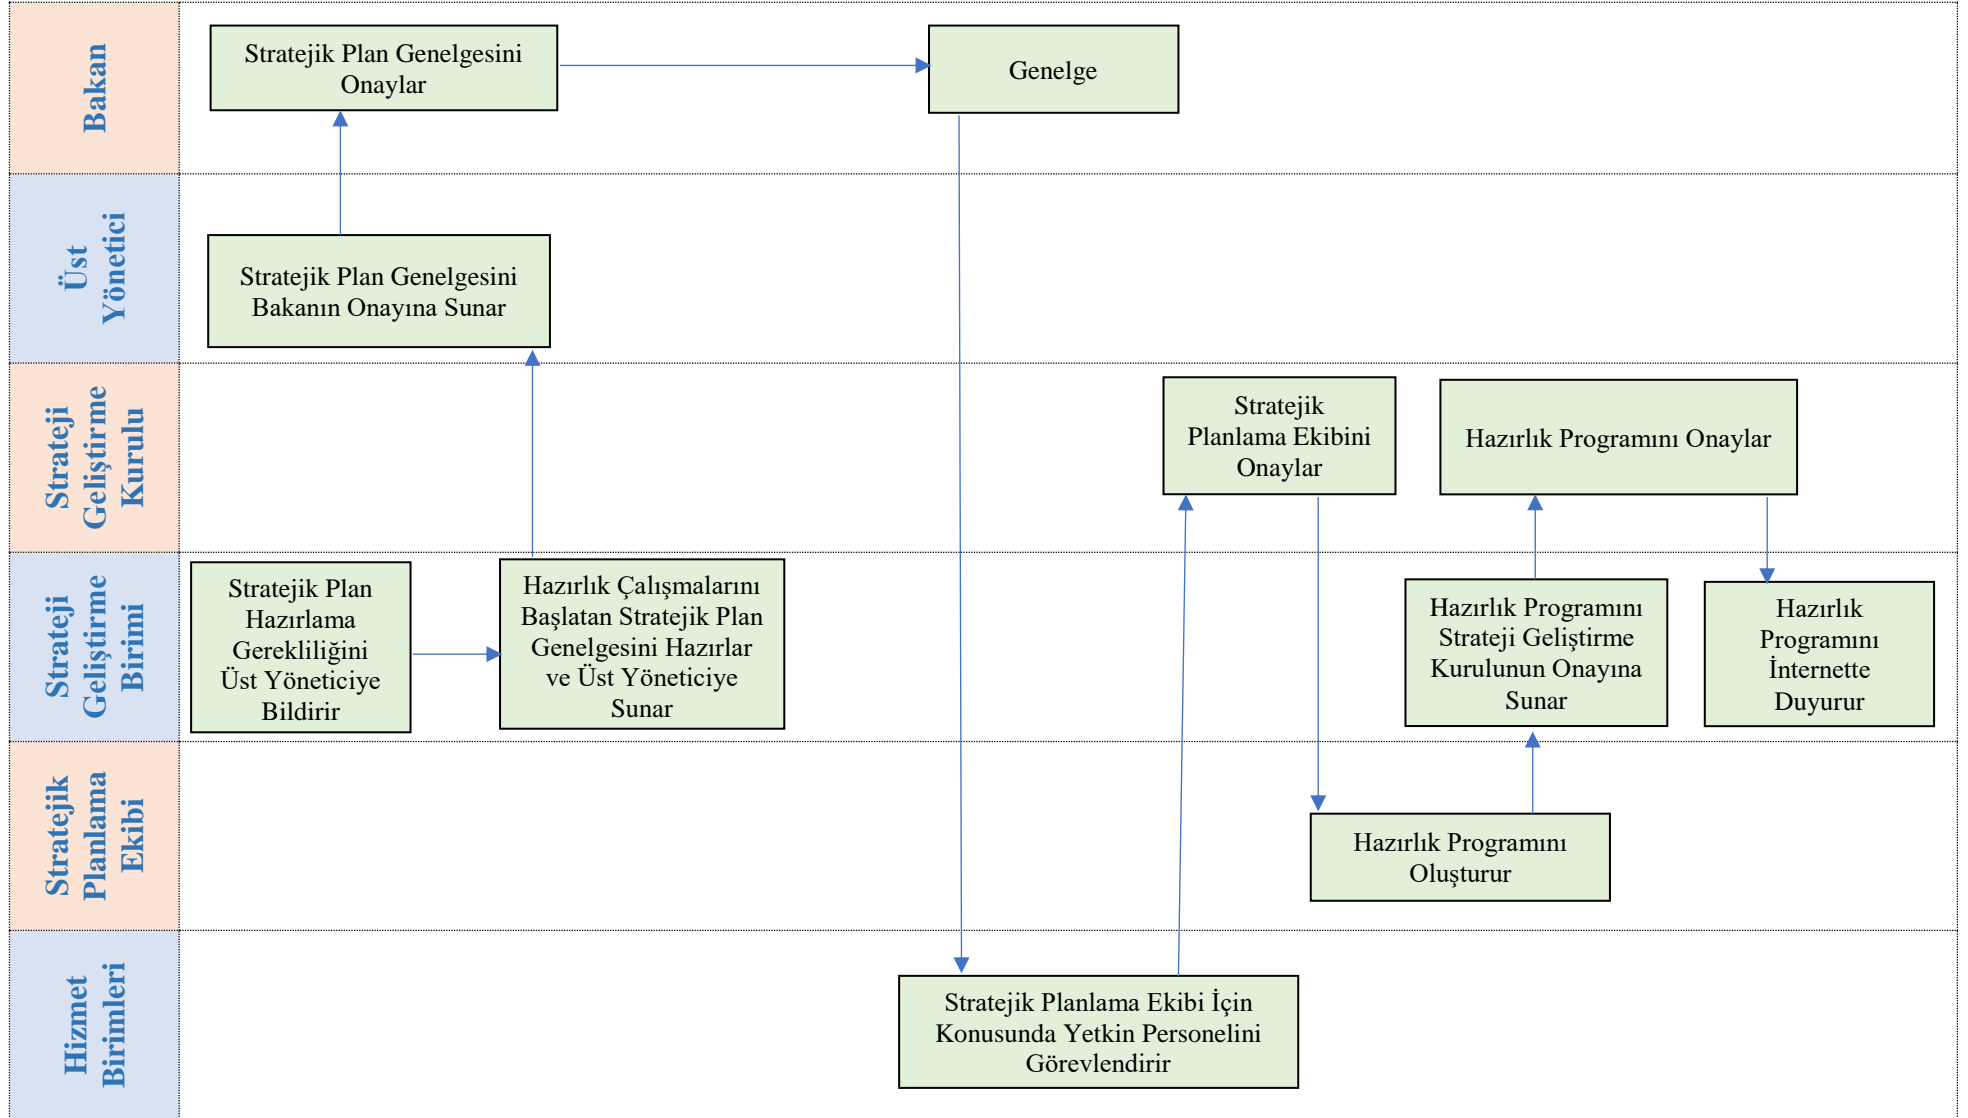 Bakan
Stratejik Plan Genelgesini
Onaylar
Genelge
Üst
Yönetici
Stratejik Plan Genelgesini
Bakanın Onayına Sunar
Strateji
Geliştirme
Kurulu
Stratejik
Planlama Ekibini
Onaylar
Hazırlık Programını Onaylar
Strateji
Geliştirme
Birimi
Stratejik Plan
Hazırlama
Gerekliliğini
Üst Yöneticiye
Bildirir
Hazırlık Çalışmalarını
Başlatan Stratejik Plan
Genelgesini Hazırlar
ve Üst Yöneticiye
Sunar
Hazırlık Programını
Strateji Geliştirme
Kurulunun Onayına
Sunar
Hazırlık
Programını
İnternette
Duyurur
Stratejik
Planlama
Ekibi
Hazırlık Programını
Oluşturur
Hizmet
Birimleri
Stratejik Planlama Ekibi İçin
Konusunda Yetkin Personelini
Görevlendirir